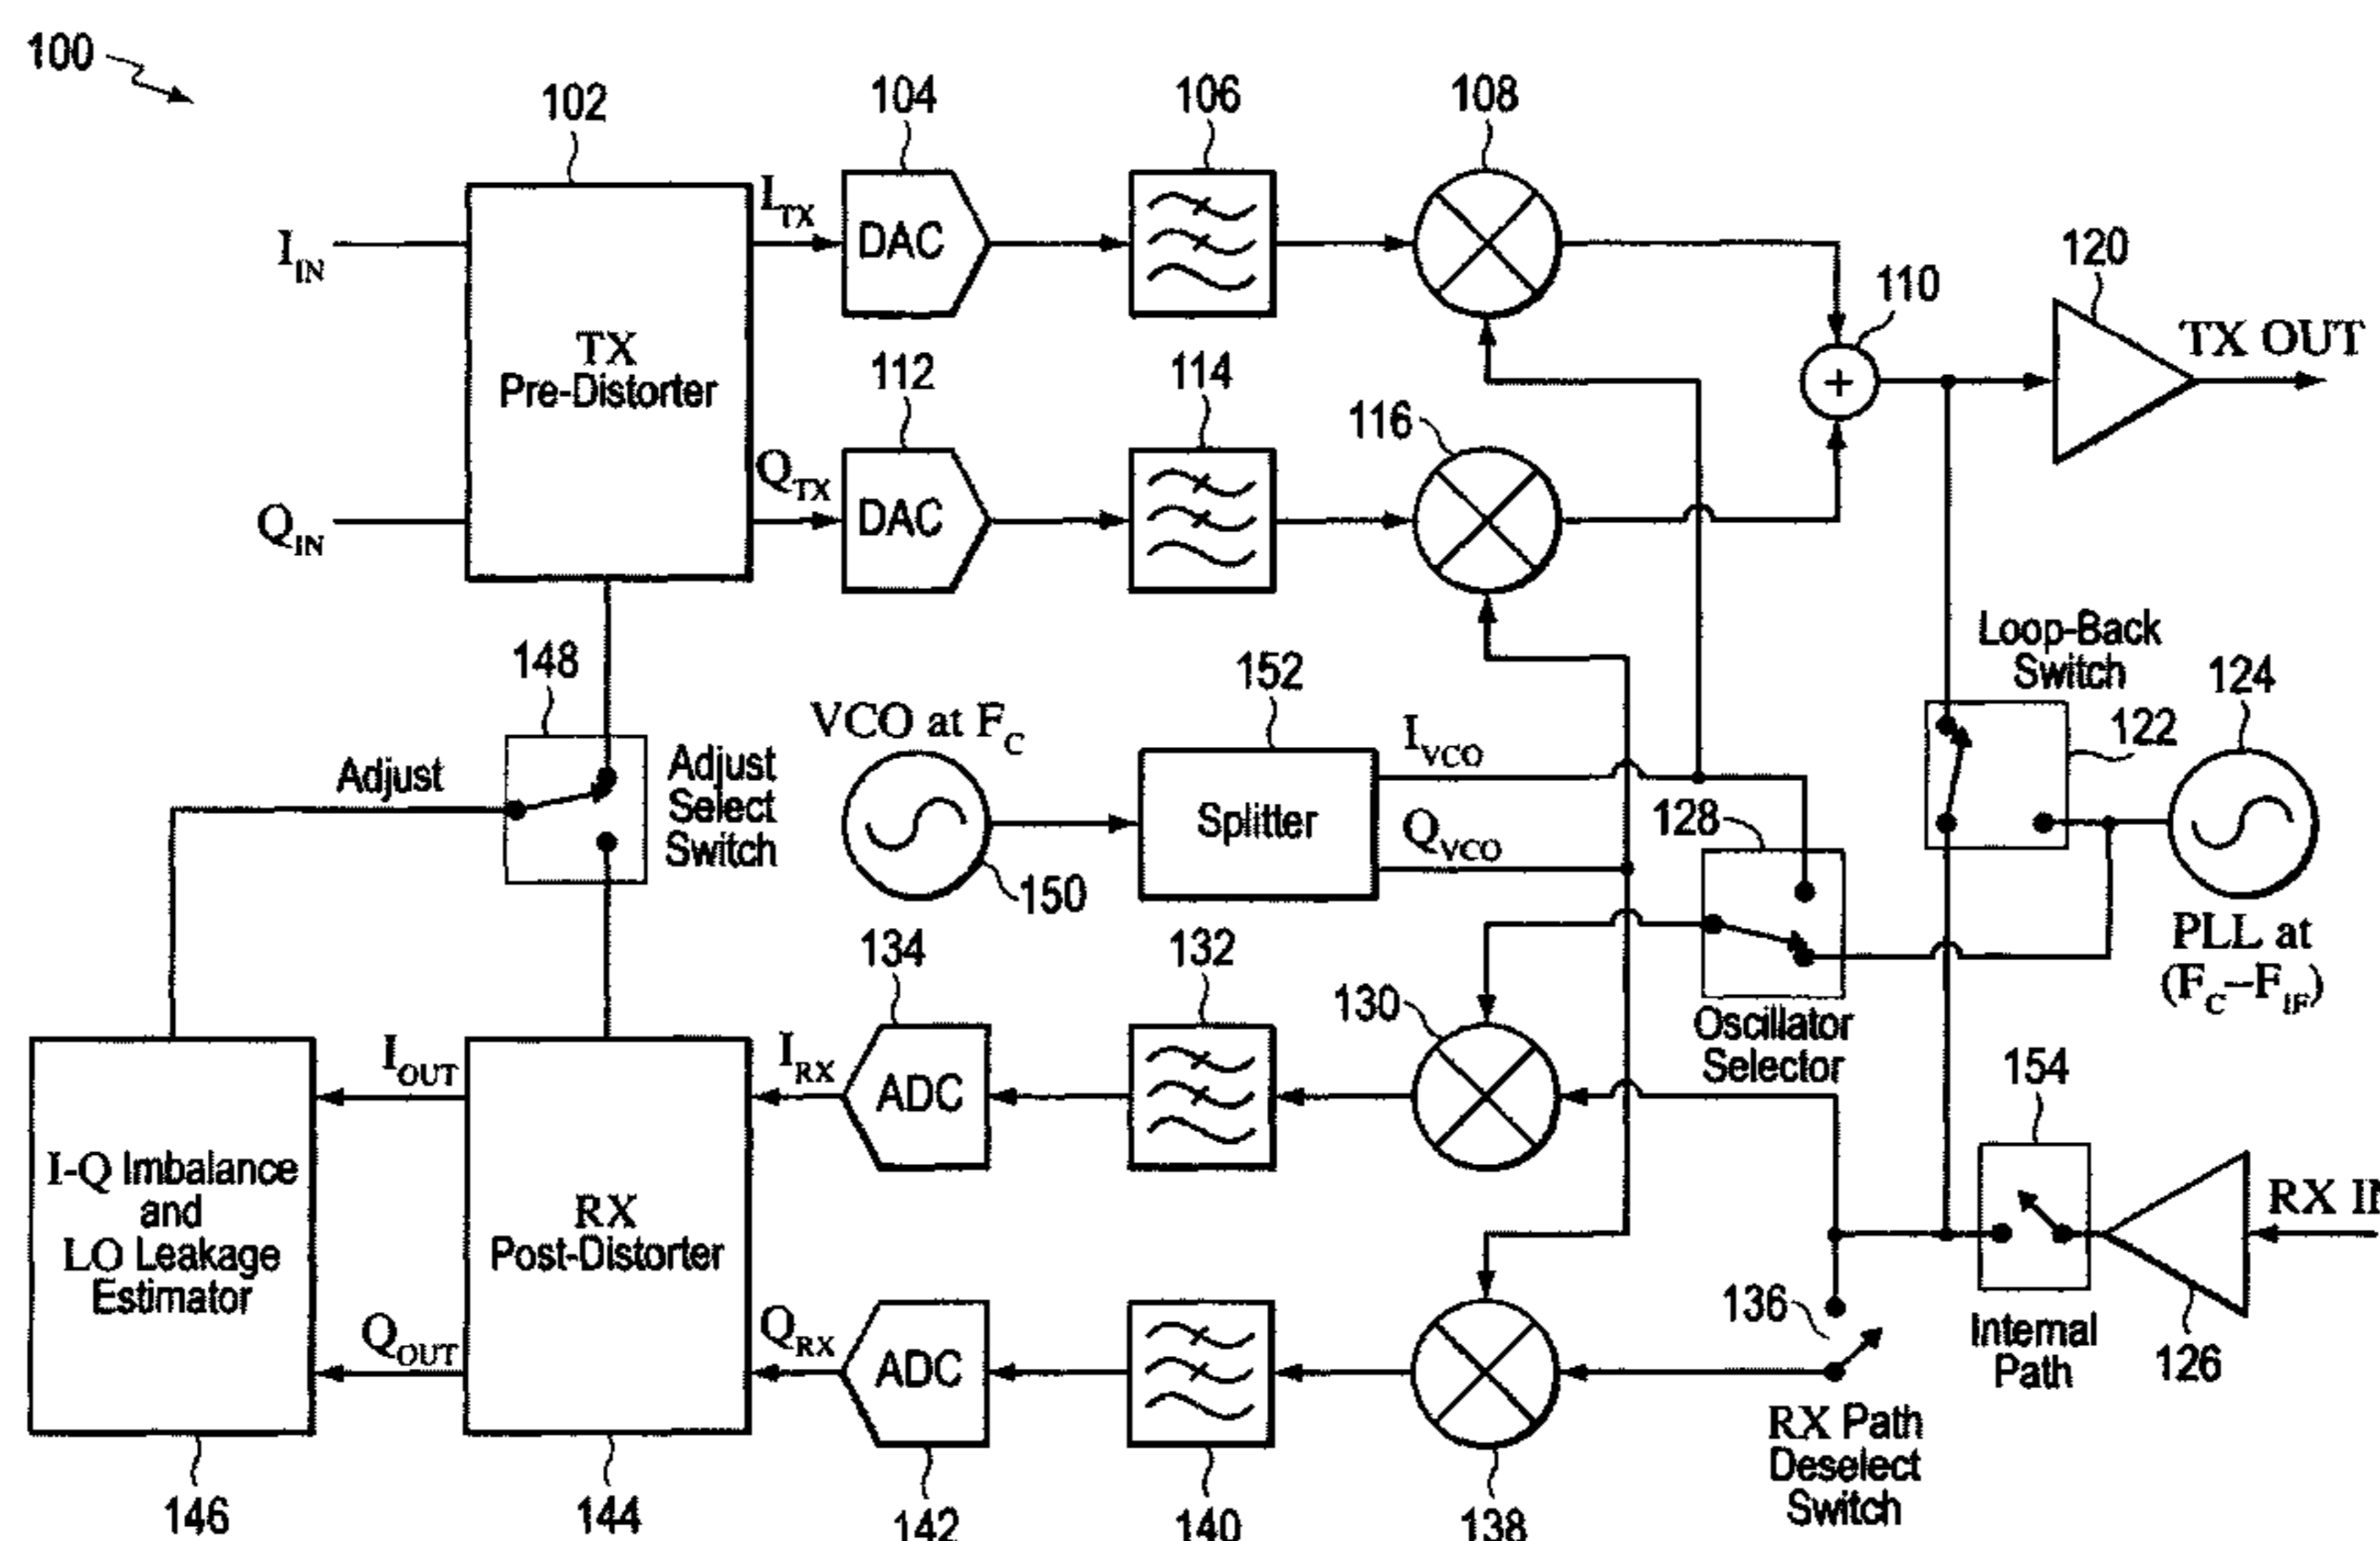 100
102
104
106
108
I_IN
I_TX
DAC
110
120
TX OUT
TX
Pre-Distorter
+
112
114
116
Q_IN
Q_TX
DAC
Loop-Back
Switch
122
124
148
Adjust
Adjust
Select
Switch
VCO at F_C
150
152
Splitter
I_VCO
Q_VCO
128
Oscillator
Selector
PLL at
(F_C–F_IF)
134
132
130
154
I_OUT
I_RX
ADC
RX
Internal
Path
126
I-Q Imbalance
and
LO Leakage
Estimator
RX
Post-Distorter
Q_OUT
Q_RX
ADC
136
RX Path
Deselect
Switch
146
144
142
140
138